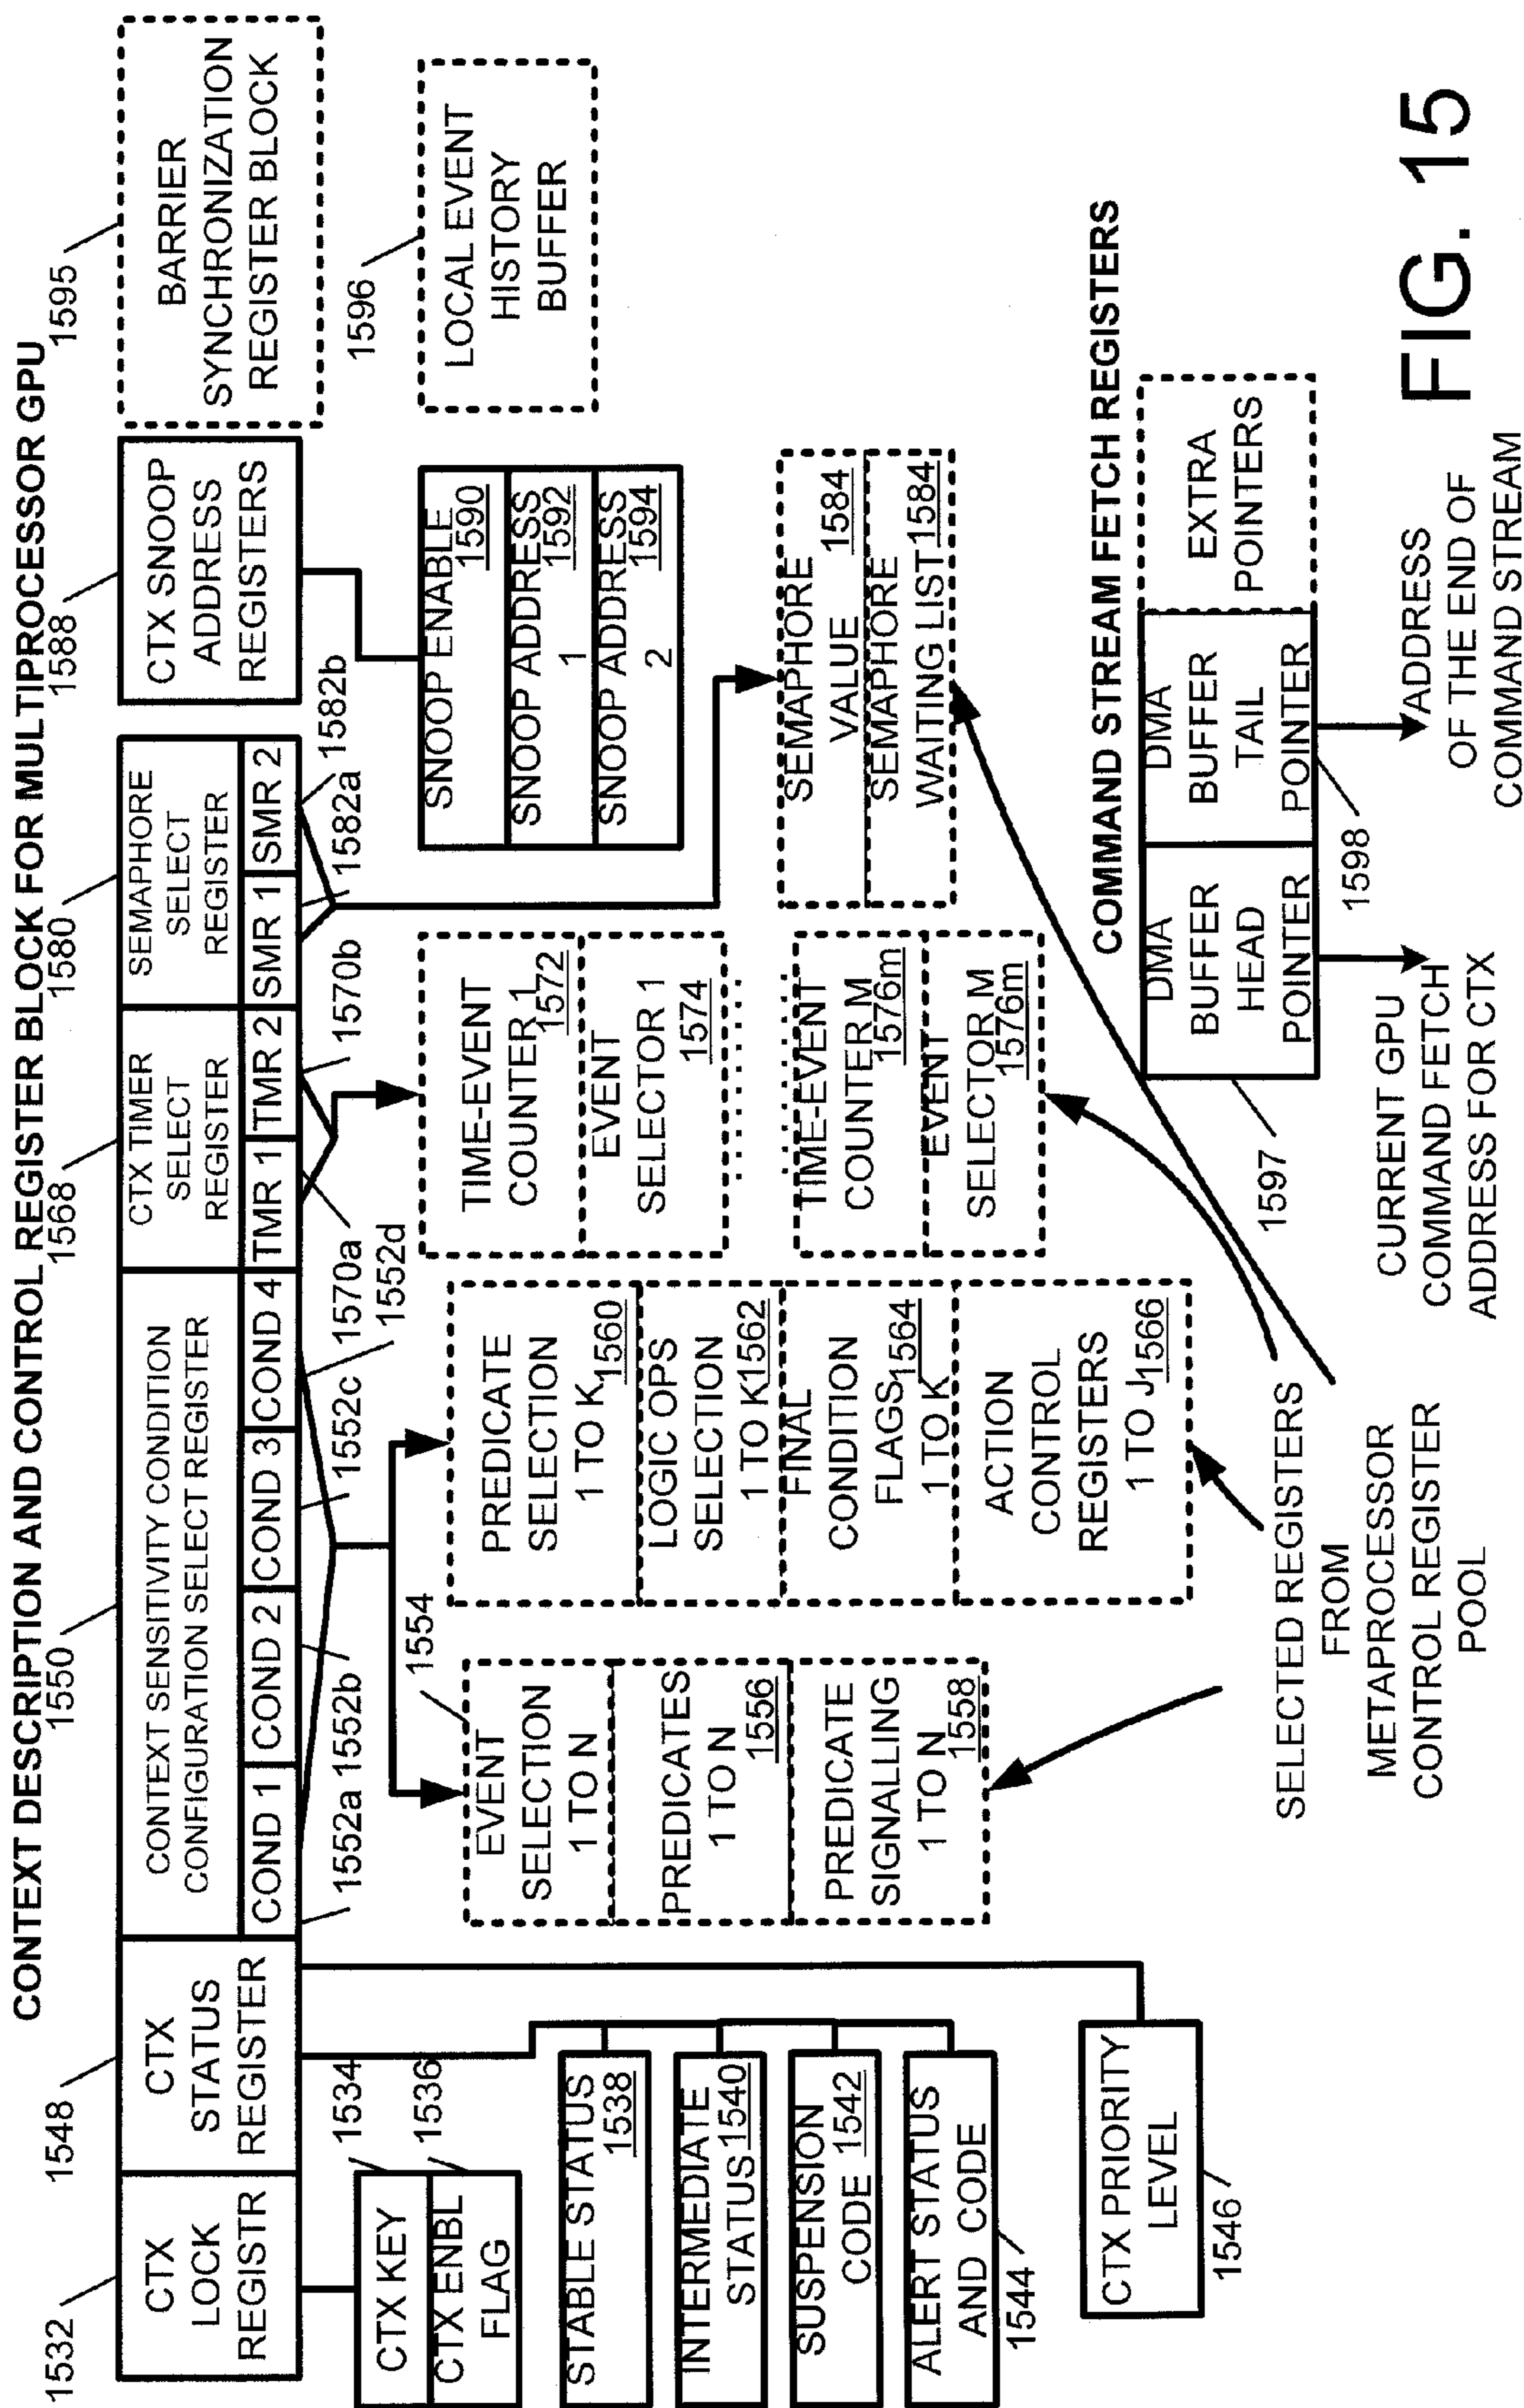 CONTEXT DESCRIPTION AND CONTROL REGISTER BLOCK FOR MULTIPROCESSOR GPU
1532
1548
1550
1568
1580
1588
1595
CTX
LOCK
REGISTR
CTX
STATUS
REGISTER
CONTEXT SENSITIVITY CONDITION
CONFIGURATION SELECT REGISTER
COND 1
COND 2
COND 3
COND 4
CTX TIMER
SELECT
REGISTER
TMR 1
TMR 2
SEMAPHORE
SELECT
REGISTER
SMR 1
SMR 2
CTX SNOOP
ADDRESS
REGISTERS
BARRIER
SYNCHRONIZATION
REGISTER BLOCK
1534
1536
1552a
1552b
1552c
1552d
1570a
1570b
1582a
1582b
1596
CTX KEY
CTX ENBL
FLAG
STABLE STATUS
1538
INTERMEDIATE
STATUS 1540
SUSPENSION
CODE 1542
ALERT STATUS
AND CODE
1544
CTX PRIORITY
LEVEL
1546
1554
EVENT
SELECTION
1 TO N
PREDICATES
1 TO N
1556
PREDICATE
SIGNALLING
1 TO N
1558
PREDICATE
SELECTION
1 TO K
1560
LOGIC OPS
SELECTION
1 TO K
1562
FINAL
CONDITION
FLAGS
1564
1 TO K
ACTION
CONTROL
REGISTERS
1 TO J
1566
TIME-EVENT
COUNTER 1
1572
EVENT
SELECTOR 1
1574
TIME-EVENT
COUNTER M
1576m
EVENT
SELECTOR M
1576m
SNOOP ENABLE
1590
SNOOP ADDRESS
1
1592
SNOOP ADDRESS
2
1594
SEMAPHORE
VALUE
1584
SEMAPHORE
WAITING LIST
1584
LOCAL EVENT
HISTORY
BUFFER
SELECTED REGISTERS
FROM
METAPROCESSOR
CONTROL REGISTER
POOL
COMMAND STREAM FETCH REGISTERS
DMA
BUFFER
HEAD
POINTER
DMA
BUFFER
TAIL
POINTER
EXTRA
POINTERS
1597
1598
CURRENT GPU
COMMAND FETCH
ADDRESS FOR CTX
ADDRESS
OF THE END OF
COMMAND STREAM
FIG. 15